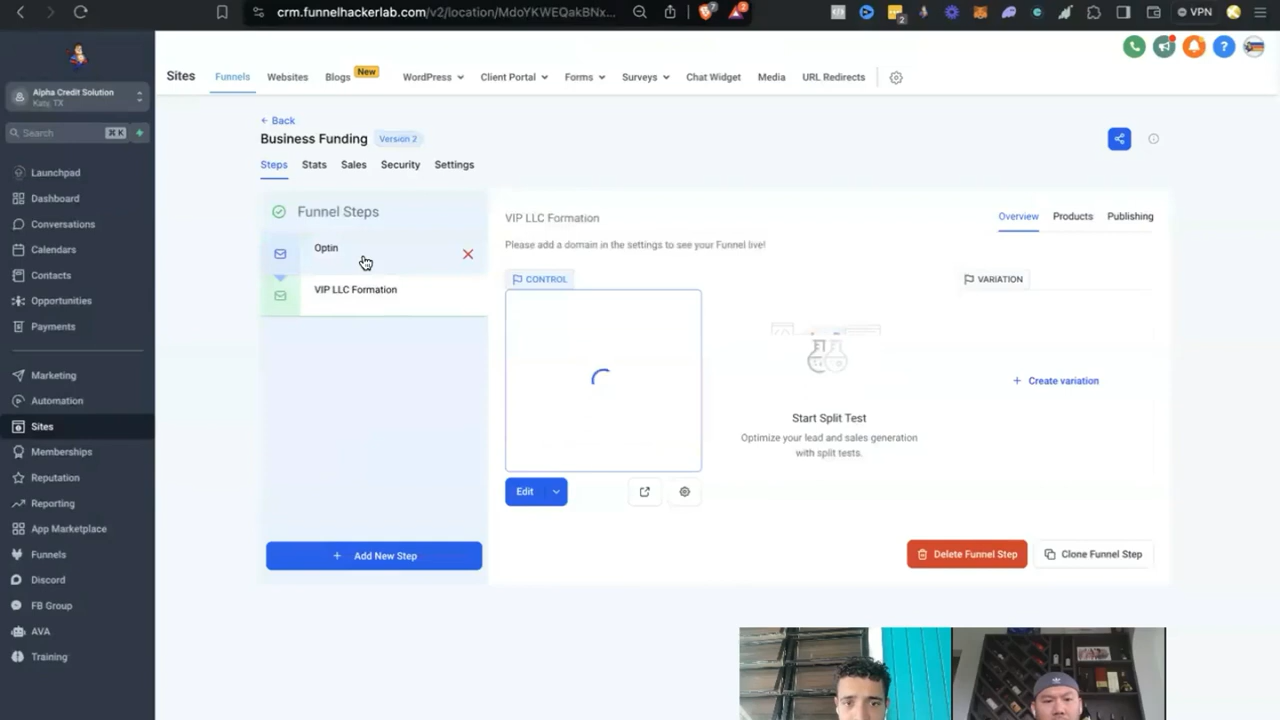 crm.funnelhackerlab.com/v2/location/MdoYKWEQakBNx...
7
2
2
VPN
Alpha Credit Solution
Katy, TX
Search
⌘ K
Launchpad
Dashboard
Conversations
Calendars
Contacts
Opportunities
Payments
Marketing
Automation
Sites
Memberships
Reputation
Reporting
App Marketplace
Funnels
Discord
FB Group
AVA
Training
Sites
Funnels
Websites
Blogs
New
WordPress
Client Portal
Forms
Surveys
Chat Widget
Media
URL Redirects
?
← Back
Business Funding
Version 2
Steps
Stats
Sales
Security
Settings
Funnel Steps
Optin
VIP LLC Formation
+ Add New Step
VIP LLC Formation
Overview
Products
Publishing
Please add a domain in the settings to see your Funnel live!
CONTROL
VARIATION
Start Split Test
Optimize your lead and sales generation
with split tests.
+ Create variation
Edit
Delete Funnel Step
Clone Funnel Step